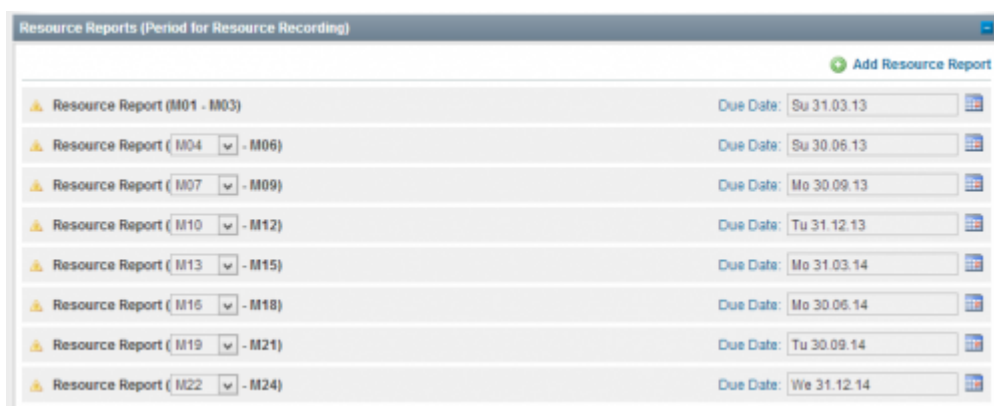 Resource Reports (Period for Resource Recording)
Add Resource Report
Resource Report (M01 - M03) Due Date: Su 31.03.13
Resource Report ( M04 - M06) Due Date: Su 30.06.13
Resource Report ( M07 - M09) Due Date: Mo 30.09.13
Resource Report ( M10 - M12) Due Date: Tu 31.12.13
Resource Report ( M13 - M15) Due Date: Mo 31.03.14
Resource Report ( M16 - M18) Due Date: Mo 30.06.14
Resource Report ( M19 - M21) Due Date: Tu 30.09.14
Resource Report ( M22 - M24) Due Date: We 31.12.14